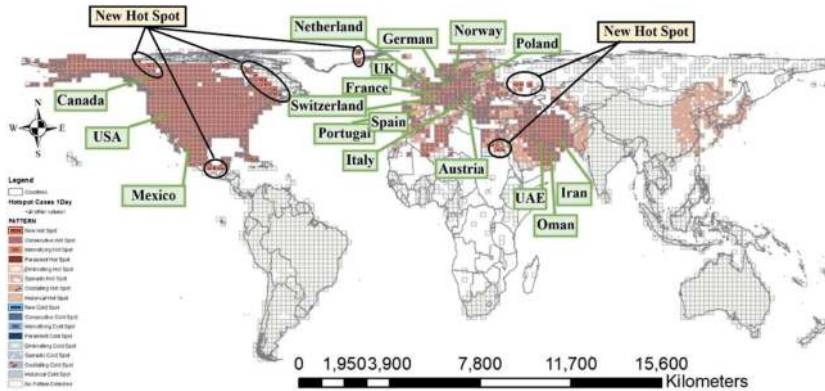 New Hot Spot
Netherland
German
Norway
Poland
New Hot Spot
UK
France
Canada
Switzerland
USA
Portugal
Spain
Italy
Austria
Mexico
UAE
Iran
Oman
N
W E
S
Legend
Countries
Hotspot Cases 1Day
<all other values>
PATTERN
New Hot Spot
Consecutive Hot Spot
Intensifying Hot Spot
Persistent Hot Spot
Diminishing Hot Spot
Sporadic Hot Spot
Oscillating Hot Spot
Historical Hot Spot
New Cold Spot
Consecutive Cold Spot
Intensifying Cold Spot
Persistent Cold Spot
Diminishing Cold Spot
Sporadic Cold Spot
Oscillating Cold Spot
Historical Cold Spot
No Pattern Detected
0 1,950 3,900 7,800 11,700 15,600
Kilometers